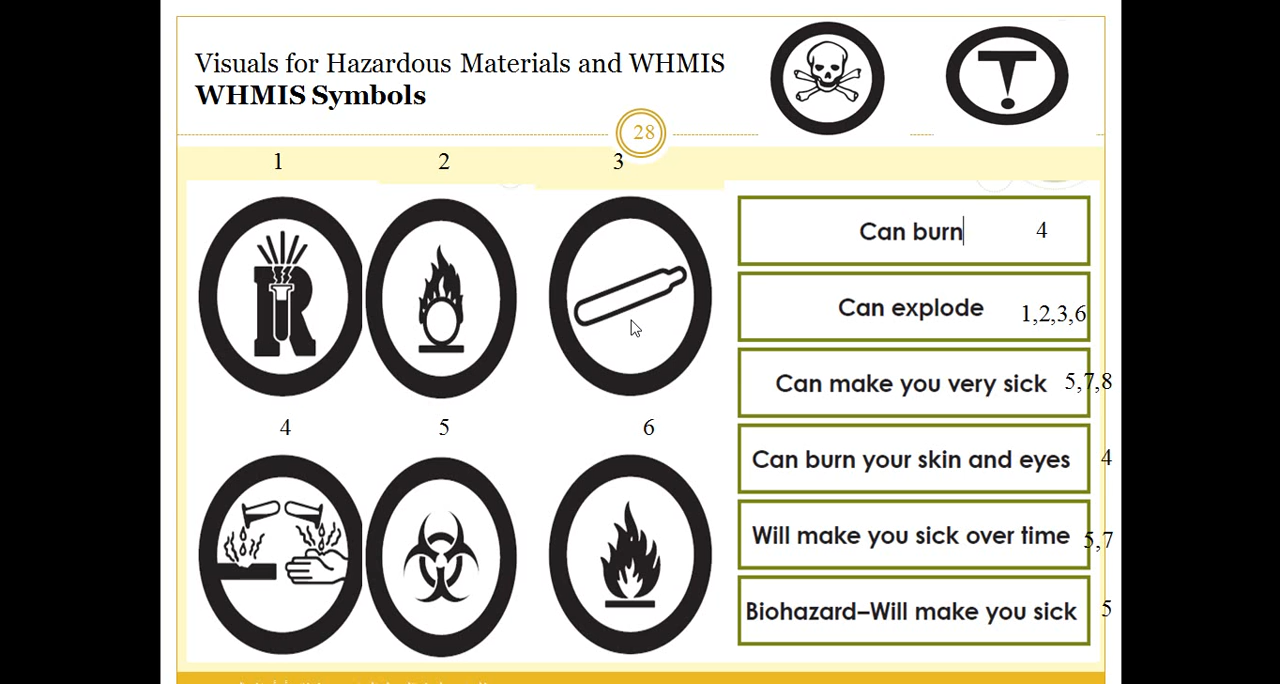 Visuals for Hazardous Materials and WHMIS
WHMIS Symbols
28
1 2 3
R
4 5 6
Can burn 4
Can explode 1,2,3,6
Can make you very sick 5,7,8
Can burn your skin and eyes 4
Will make you sick over time 5,7
Biohazard–Will make you sick 5